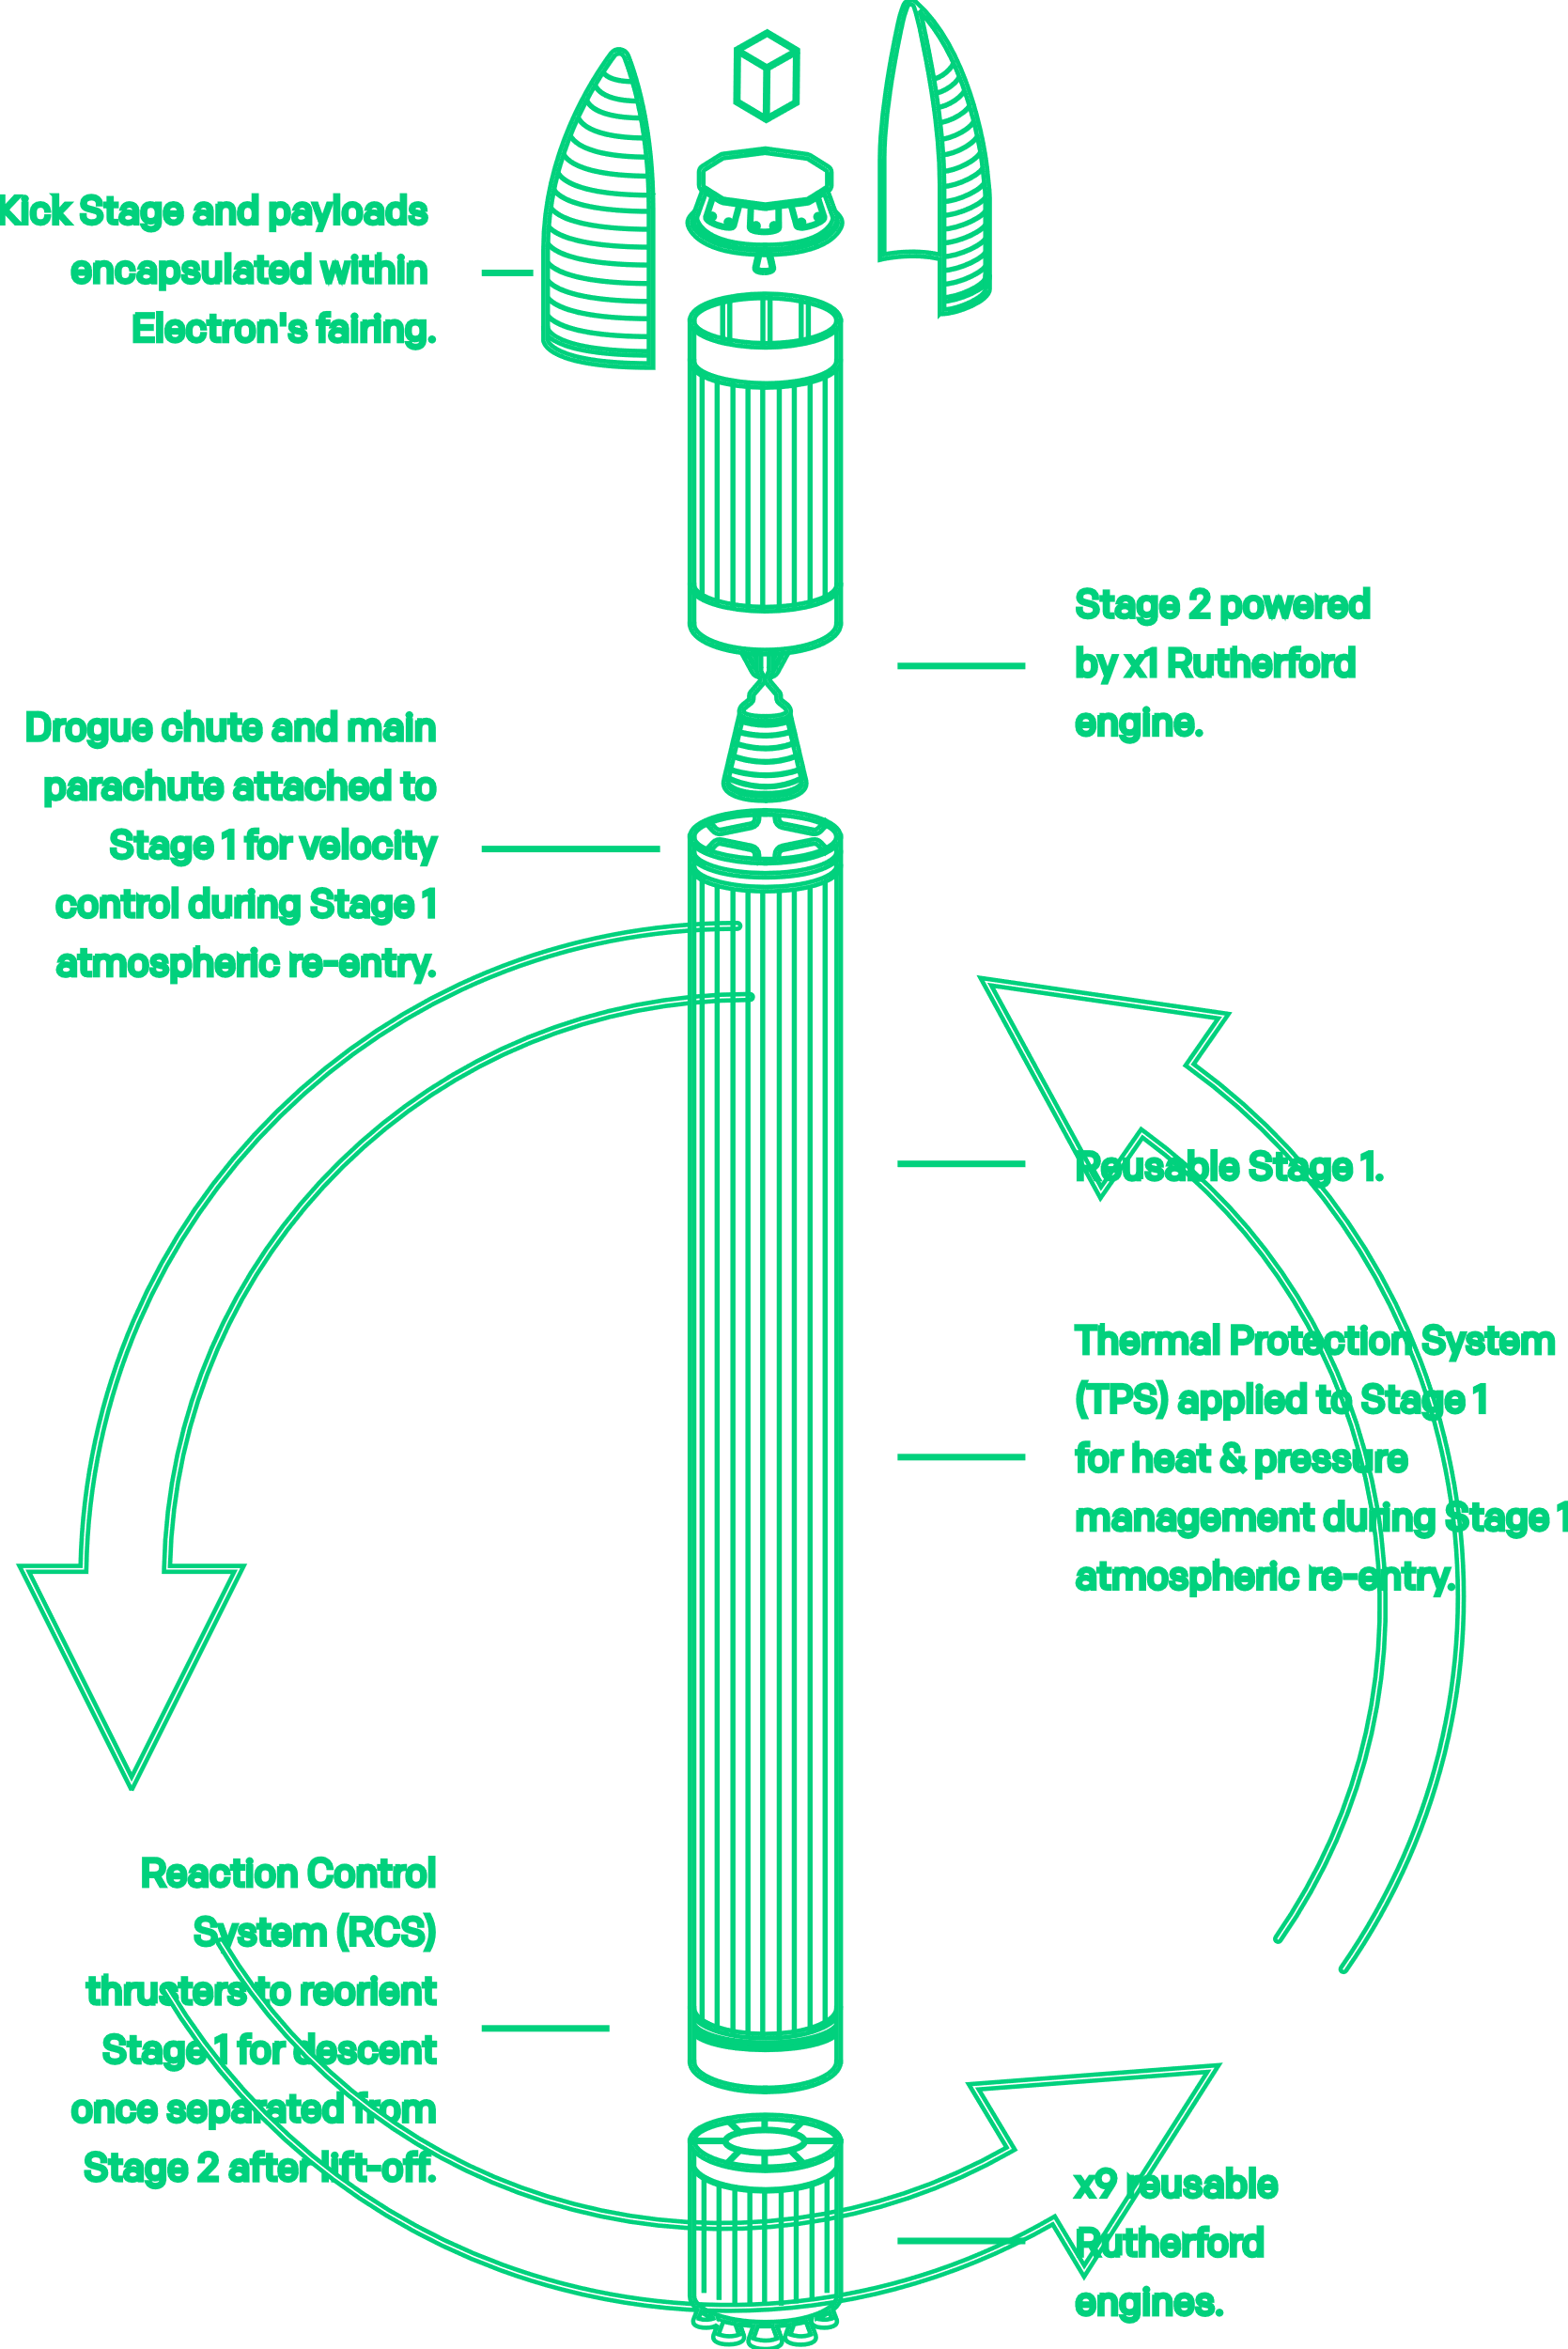 Kick Stage and payloads
encapsulated within
Electron's fairing.
Stage 2 powered
by x1 Rutherford
engine.
Drogue chute and main
parachute attached to
Stage 1 for velocity
control during Stage 1
atmospheric re-entry.
Reusable Stage 1.
Thermal Protection System
(TPS) applied to Stage 1
for heat & pressure
management during Stage 1
atmospheric re-entry.
Reaction Control
System (RCS)
thrusters to reorient
Stage 1 for descent
once separated from
Stage 2 after lift-off.
x9 reusable
Rutherford
engines.